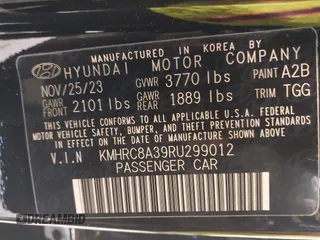 MANUFACTURED IN KOREA BY
HYUNDAI MOTOR COMPANY
NOV/25/23 GVWR 3770 lbs PAINT A2B
GAWR FRONT 2101 lbs GAWR REAR 1889 lbs TRIM TGG
THIS VEHICLE CONFORMS TO ALL APPLICABLE
U.S. FEDERAL MOTOR VEHICLE SAFETY, BUMPER, AND
THEFT PREVENTION STANDARDS IN EFFECT ON
THE DATE OF MANUFACTURE SHOWN ABOVE.
V.I.N KMHRC8A39RU299012
PASSENGER CAR
DREAMBID